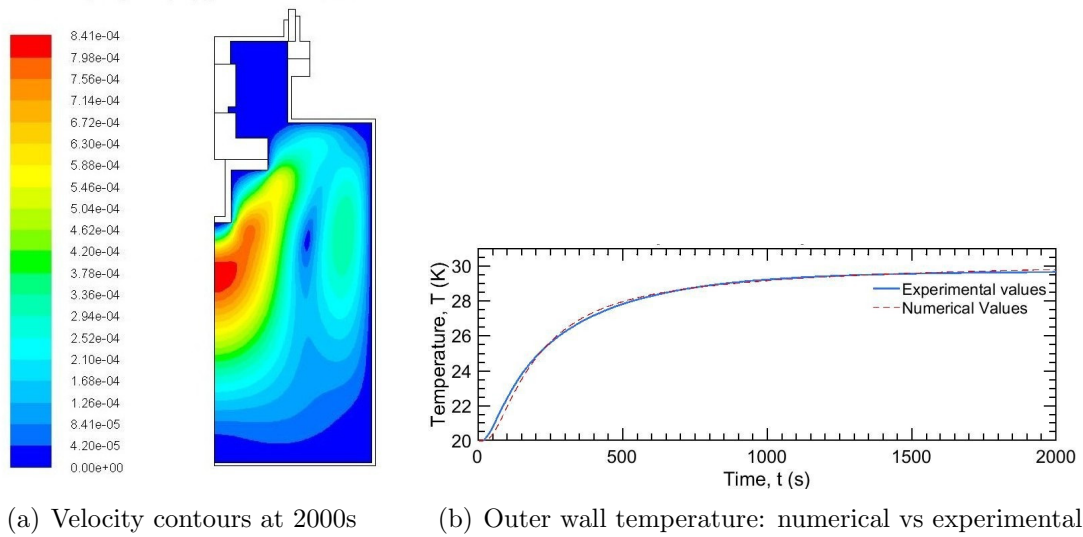 8.41e-04
7.98e-04
7.56e-04
7.14e-04
6.72e-04
6.30e-04
5.88e-04
5.46e-04
5.04e-04
4.62e-04
4.20e-04
3.78e-04
3.36e-04
2.94e-04
2.52e-04
2.10e-04
1.68e-04
1.26e-04
8.41e-05
4.20e-05
0.00e+00
(a) Velocity contours at 2000s
Temperature, T (K)
30
28
26
24
22
20
Experimental values
Numerical Values
0
500
1000
1500
2000
Time, t (s)
(b) Outer wall temperature: numerical vs experimental